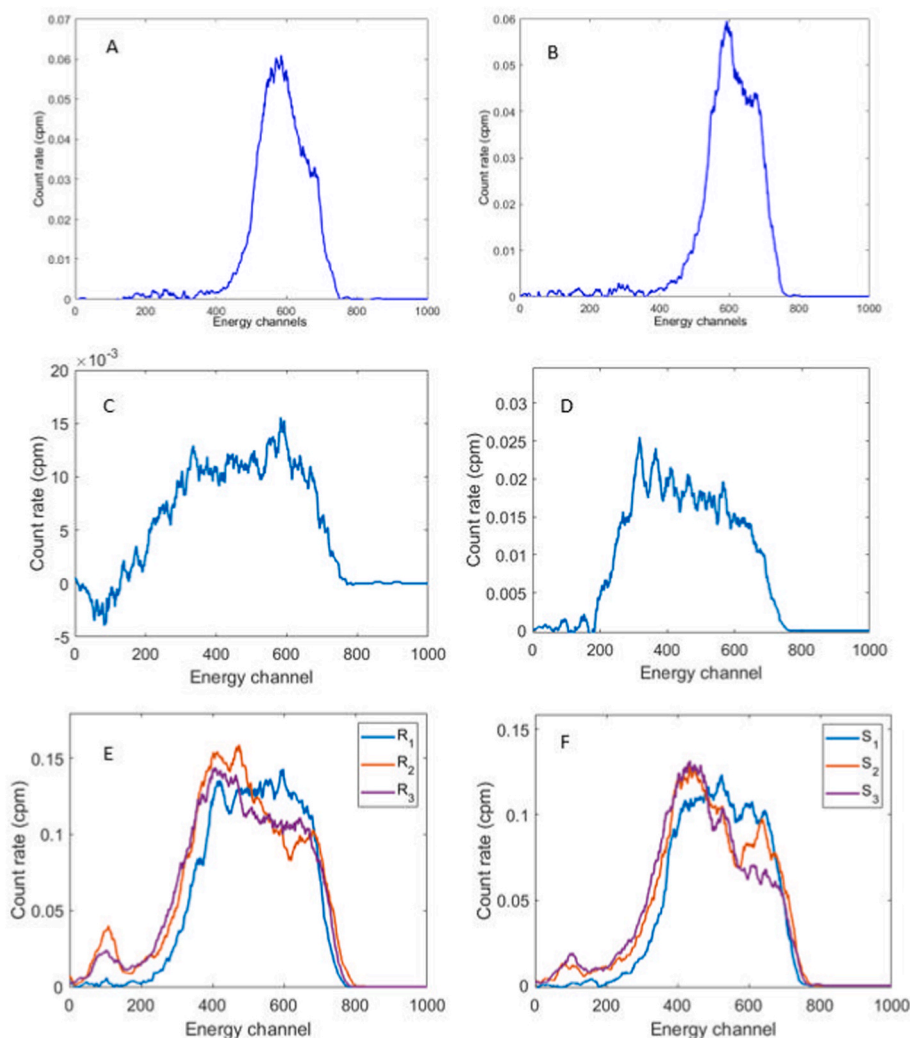 A
0.07
0.06
0.05
0.04
0.03
0.02
0.01
0
Count rate (cpm)
0 200 400 600 800 1000
Energy channels
B
0.06
0.05
0.04
0.03
0.02
0.01
0
Count rate (cpm)
0 200 400 600 800 1000
Energy channels
C
×10⁻³
20
15
10
5
0
-5
Count rate (cpm)
0 200 400 600 800 1000
Energy channel
D
0.03
0.025
0.02
0.015
0.01
0.005
0
Count rate (cpm)
0 200 400 600 800 1000
Energy channel
E
R₁
R₂
R₃
0.15
0.1
0.05
0
Count rate (cpm)
0 200 400 600 800 1000
Energy channel
F
S₁
S₂
S₃
0.15
0.1
0.05
0
Count rate (cpm)
0 200 400 600 800 1000
Energy channel